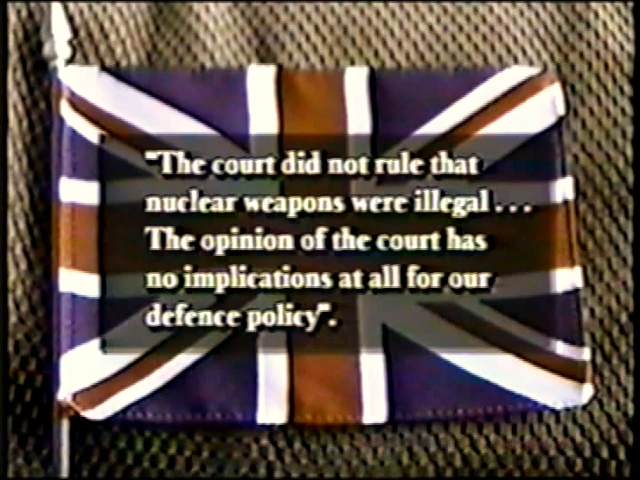 "The court did not rule that
nuclear weapons were illegal . . .
The opinion of the court has
no implications at all for our
defence policy".